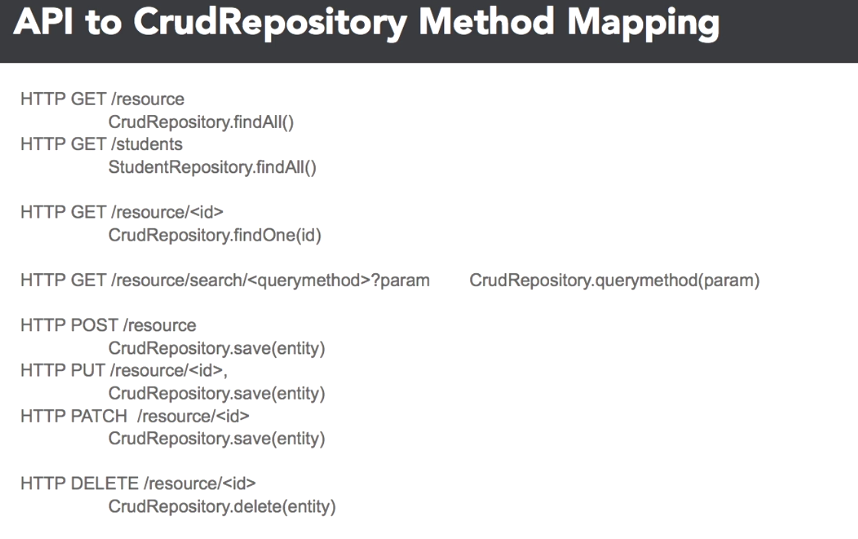 API to CrudRepository Method Mapping
HTTP GET /resource
CrudRepository.findAll()
HTTP GET /students
StudentRepository.findAll()
HTTP GET /resource/<id>
CrudRepository.findOne(id)
HTTP GET /resource/search/<querymethod>?param CrudRepository.querymethod(param)
HTTP POST /resource
CrudRepository.save(entity)
HTTP PUT /resource/<id>,
CrudRepository.save(entity)
HTTP PATCH /resource/<id>
CrudRepository.save(entity)
HTTP DELETE /resource/<id>
CrudRepository.delete(entity)